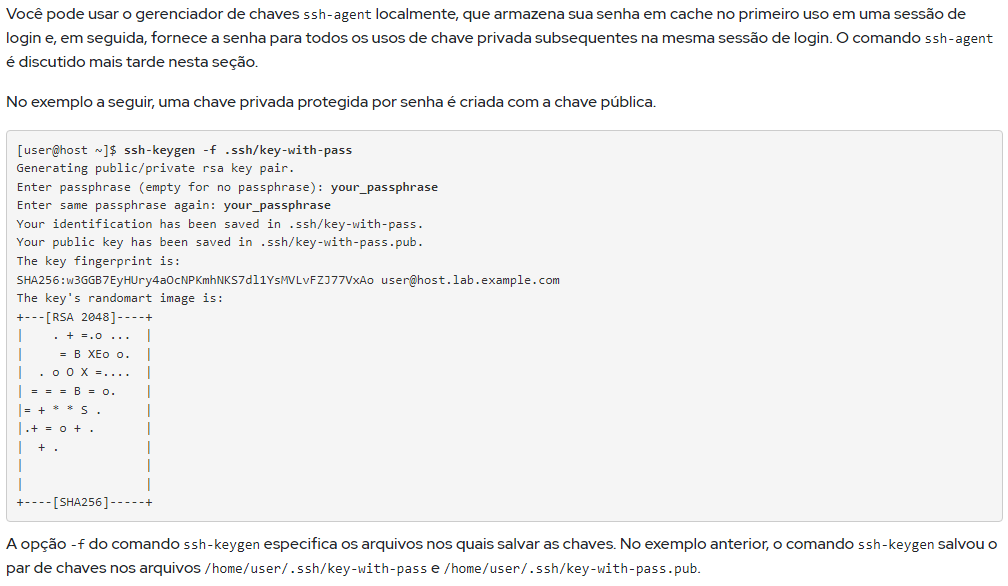 Você pode usar o gerenciador de chaves ssh-agent localmente, que armazena sua senha em cache no primeiro uso em uma sessão de
login e, em seguida, fornece a senha para todos os usos de chave privada subsequentes na mesma sessão de login. O comando ssh-agent
é discutido mais tarde nesta seção.
No exemplo a seguir, uma chave privada protegida por senha é criada com a chave pública.
[user@host ~]$ ssh-keygen -f .ssh/key-with-pass
Generating public/private rsa key pair.
Enter passphrase (empty for no passphrase): your_passphrase
Enter same passphrase again: your_passphrase
Your identification has been saved in .ssh/key-with-pass.
Your public key has been saved in .ssh/key-with-pass.pub.
The key fingerprint is:
SHA256:w3GGB7EyHUry4aOcNPKmhNKS7dl1YsMVLvFZJ77VxAo user@host.lab.example.com
The key's randomart image is:
+---[RSA 2048]----+
|    . + =.o ...  |
|     = B XEo o.  |
|  . o O X =....  |
| = = = B = o.    |
|= + * * S .      |
|.+ = o + .       |
|  + .            |
|                 |
|                 |
+----[SHA256]-----+
A opção -f do comando ssh-keygen especifica os arquivos nos quais salvar as chaves. No exemplo anterior, o comando ssh-keygen salvou o
par de chaves nos arquivos /home/user/.ssh/key-with-pass e /home/user/.ssh/key-with-pass.pub.